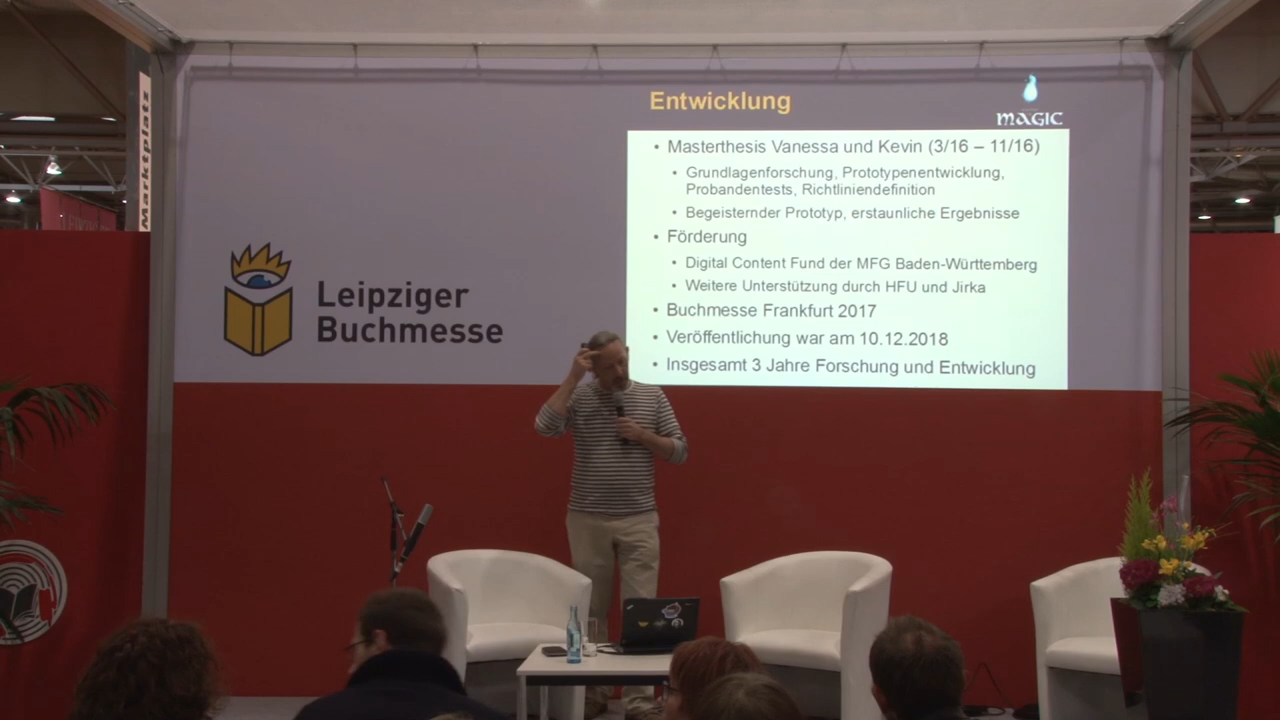 Marktplatz
Leipziger
Buchmesse
Entwicklung
MAGIC
• Masterthesis Vanessa und Kevin (3/16 – 11/16)
• Grundlagenforschung, Prototypenentwicklung,
Probandentests, Richtliniendefinition
• Begeisternder Prototyp, erstaunliche Ergebnisse
• Förderung
• Digital Content Fund der MFG Baden-Württemberg
• Weitere Unterstützung durch HFU und Jirka
• Buchmesse Frankfurt 2017
• Veröffentlichung war am 10.12.2018
• Insgesamt 3 Jahre Forschung und Entwicklung